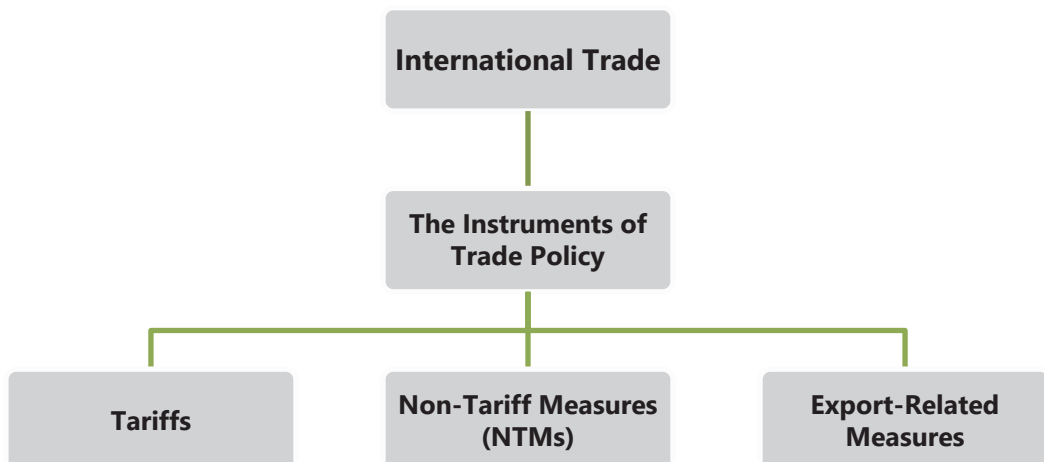 International Trade
The Instruments of
Trade Policy
Tariffs
Non-Tariff Measures
(NTMs)
Export-Related
Measures